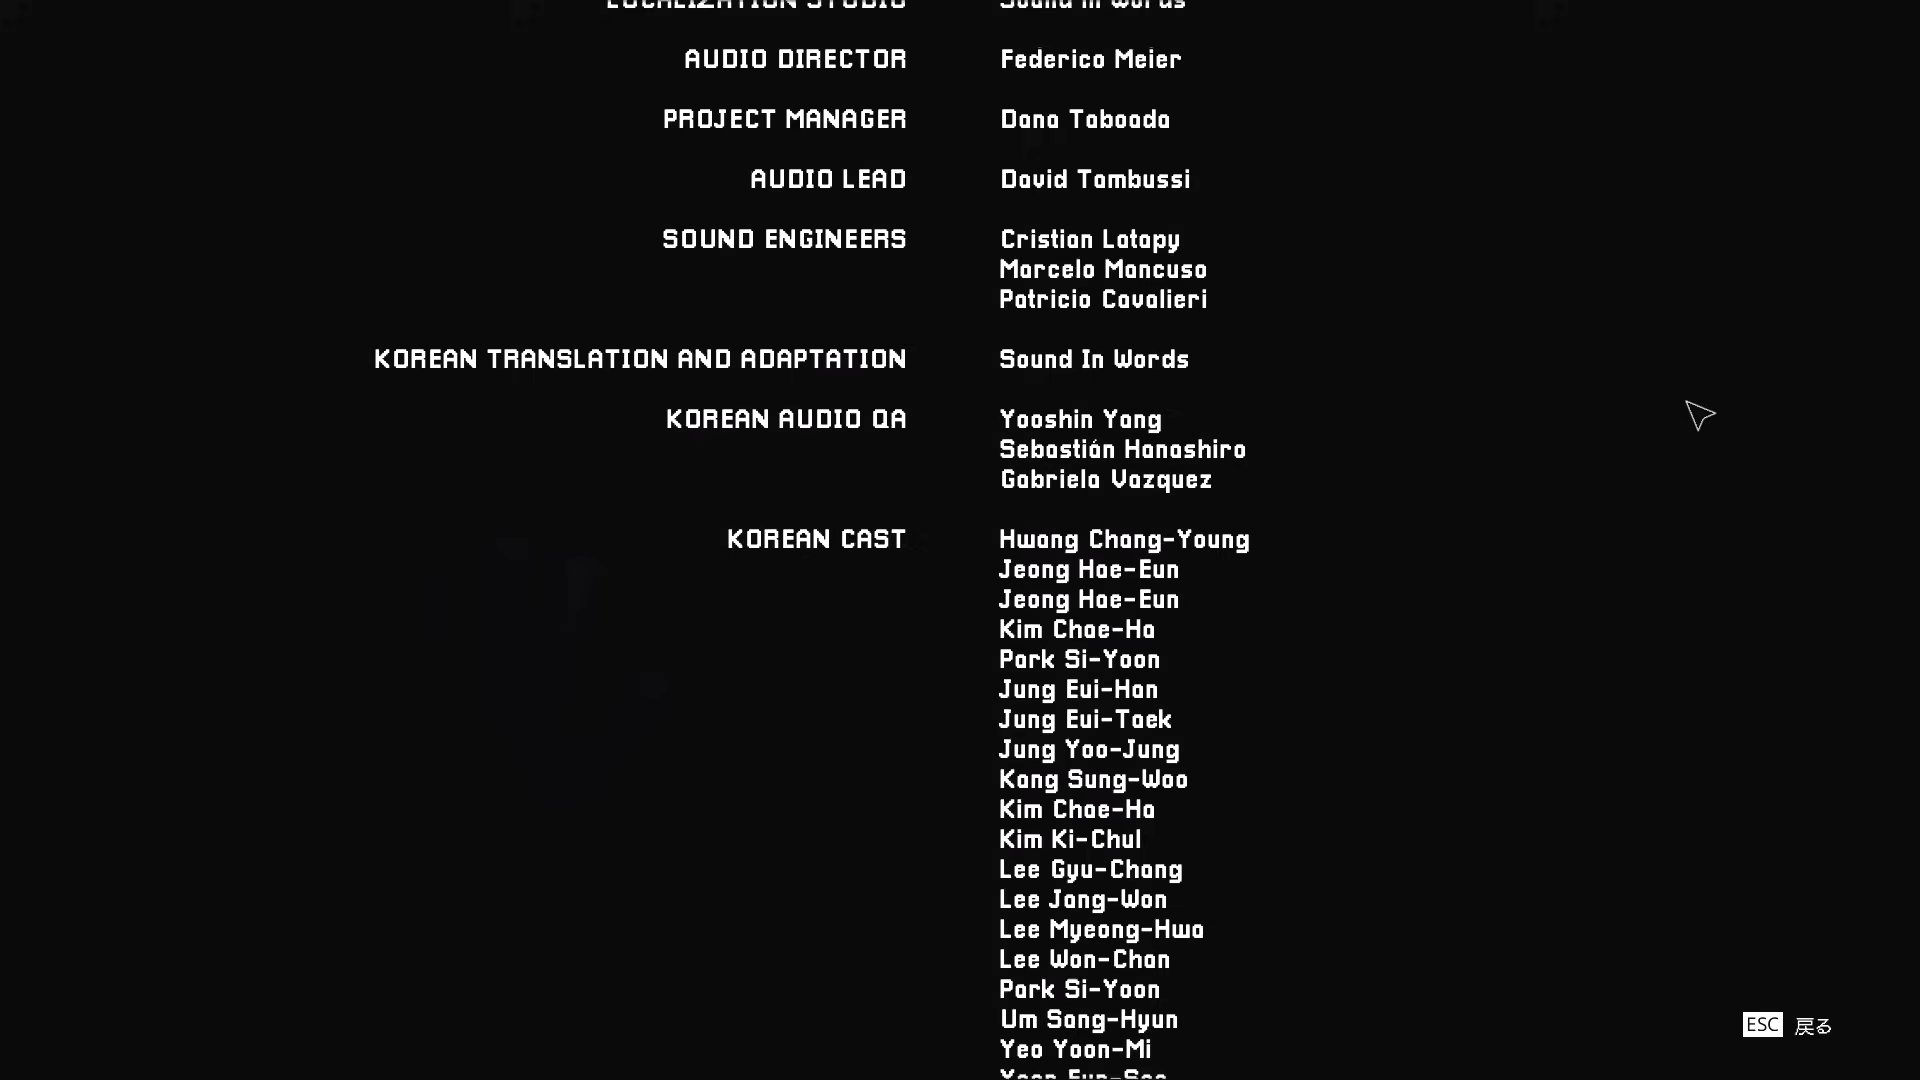 LOCALIZATION STUDIO Sound In Words
AUDIO DIRECTOR Federico Meier
PROJECT MANAGER Dana Taboada
AUDIO LEAD David Tambussi
SOUND ENGINEERS Cristian Latapy
Marcelo Mancuso
Patricio Cavalieri
KOREAN TRANSLATION AND ADAPTATION Sound In Words
KOREAN AUDIO QA Yooshin Yang
Sebastián Hanashiro
Gabriela Vazquez
KOREAN CAST Hwang Chang-Young
Jeong Hae-Eun
Jeong Hae-Eun
Kim Chae-Ha
Park Si-Yoon
Jung Eui-Han
Jung Eui-Taek
Jung Yoo-Jung
Kang Sung-Woo
Kim Chae-Ha
Kim Ki-Chul
Lee Gyu-Chang
Lee Jang-Won
Lee Myeong-Hwa
Lee Won-Chan
Park Si-Yoon
Um Sang-Hyun
Yeo Yoon-Mi
ESC 戻る